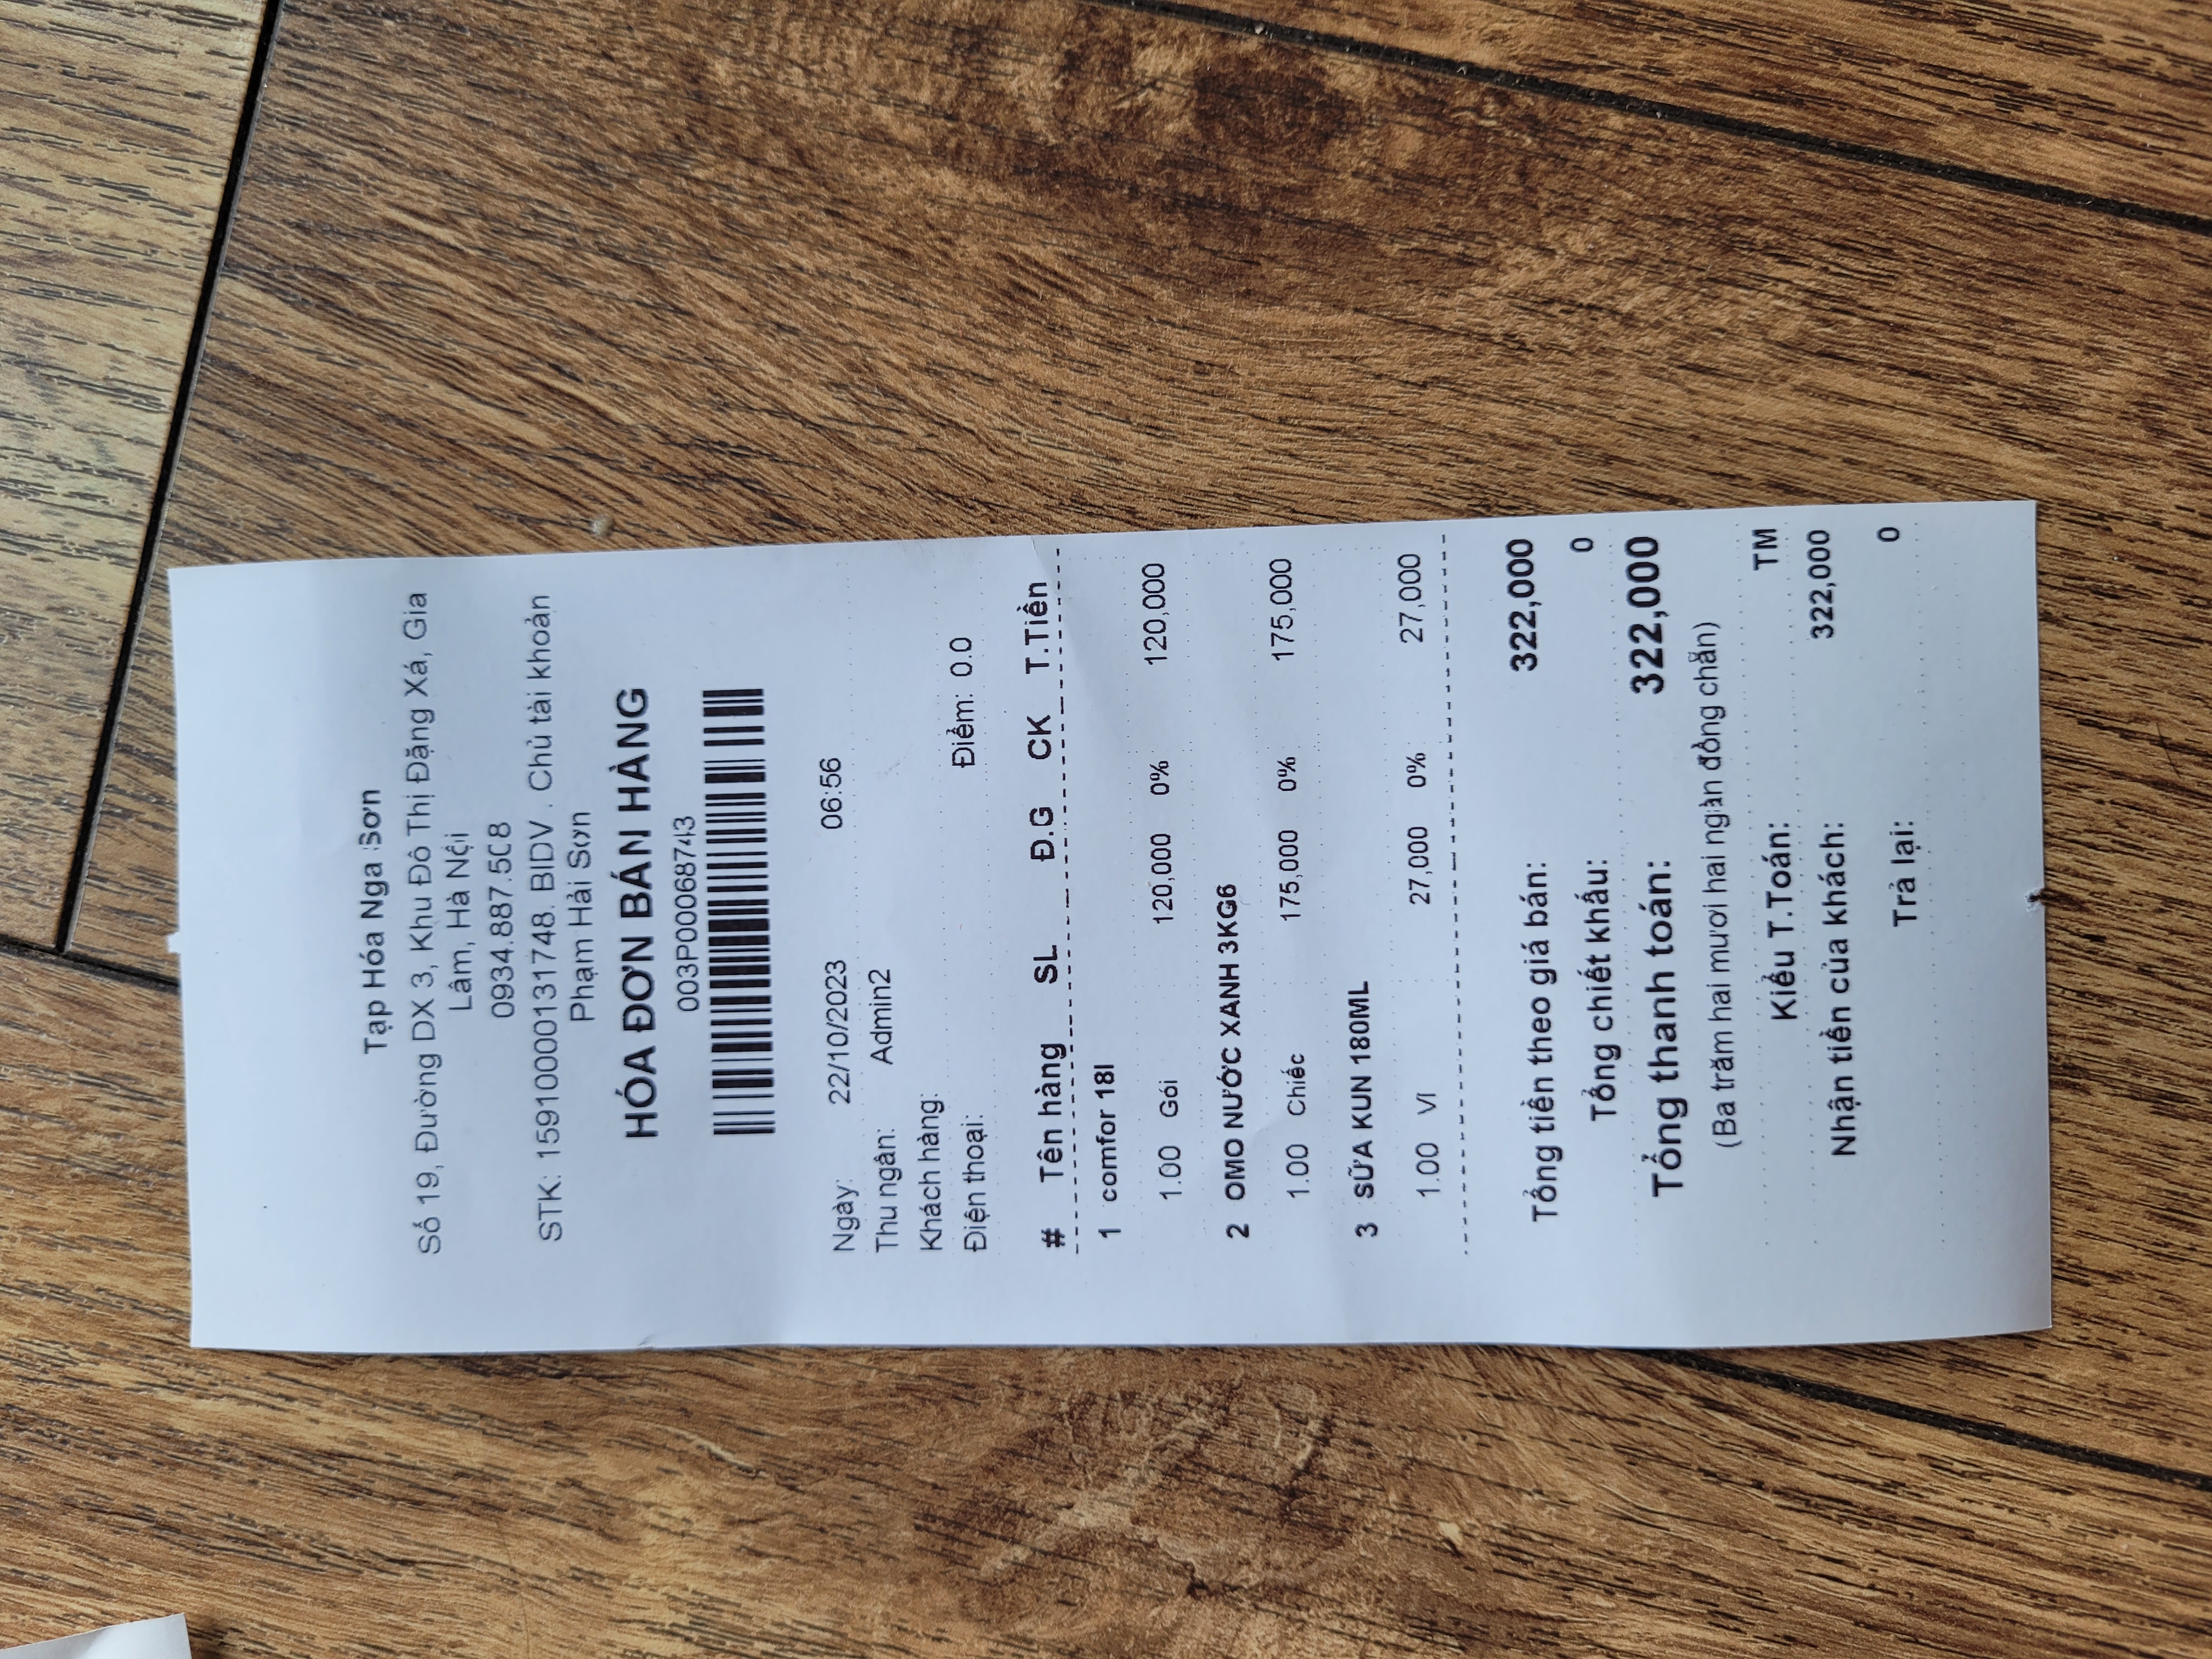 Tạp Hóa Nga Sơn
Số 19, Đường DX 3, Khu Đô Thị Đặng Xá, Gia
Lâm, Hà Nội
0934.887.508
STK: 15910000131748. BIDV . Chủ tài khoản
Phạm Hải Sơn
HÓA ĐƠN BÁN HÀNG
003P00068743
Ngày: 22/10/2023 06:56
Thu ngân: Admin2
Khách hàng:
Điện thoại: Điểm: 0.0
# Tên hàng SL Đ.G CK T.Tiền
1 comfor 18l
1.00 Gói 120,000 0% 120,000
2 OMO NƯỚC XANH 3KG6
1.00 Chiếc 175,000 0% 175,000
3 SỮA KUN 180ML
1.00 VI 27,000 0% 27,000
Tổng tiền theo giá bán: 322,000
Tổng chiết khấu: 0
Tổng thanh toán: 322,000
(Ba trăm hai mươi hai ngàn đồng chẵn)
Kiểu T.Toán: TM
Nhận tiền của khách: 322,000
Trả lại: 0